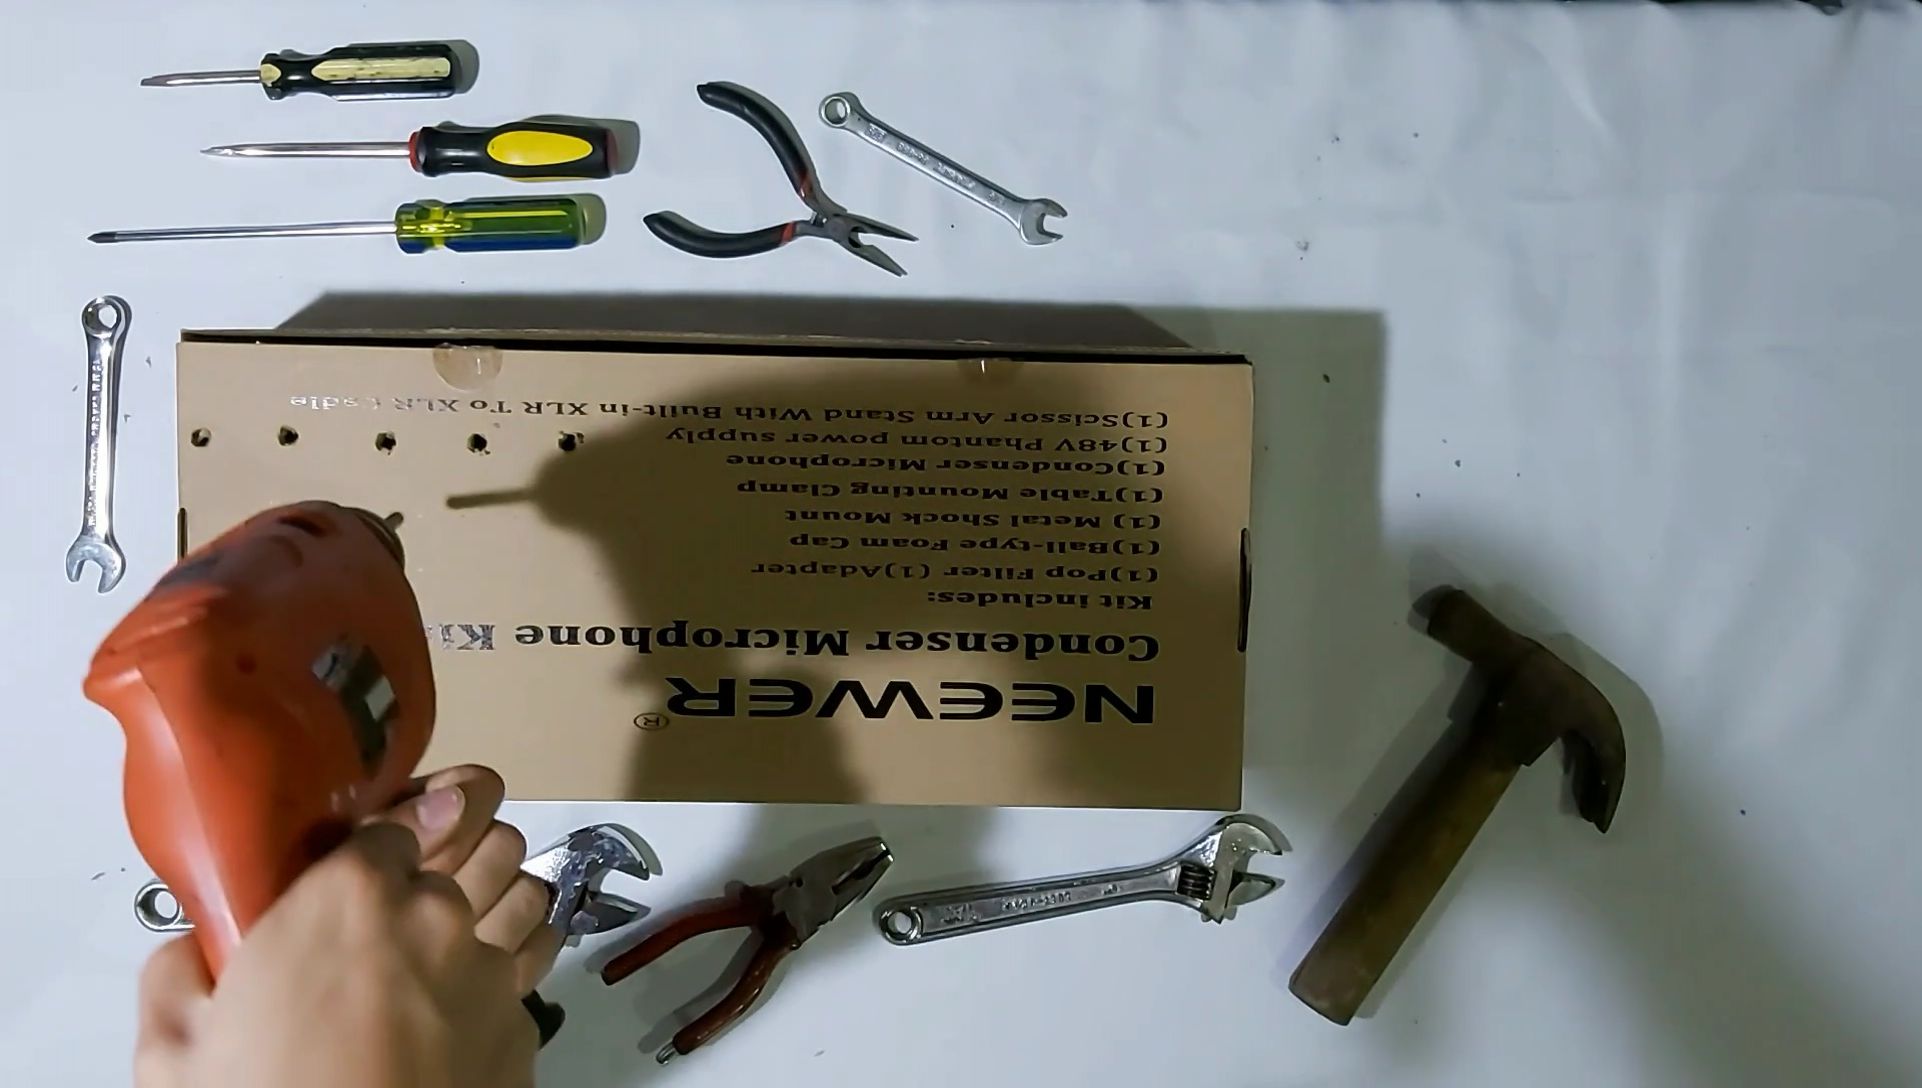 NEEWER®
Condenser Microphone Kit
Kit includes:
(1)Pop Filter (1)Adapter
(1)Ball-type Foam Cap
(1) Metal Shock Mount
(1)Table Mounting Clamp
(1)Condenser Microphone
(1)48V Phantom power supply
(1)Scissor Arm Stand With Built-in XLR To XLR Cable